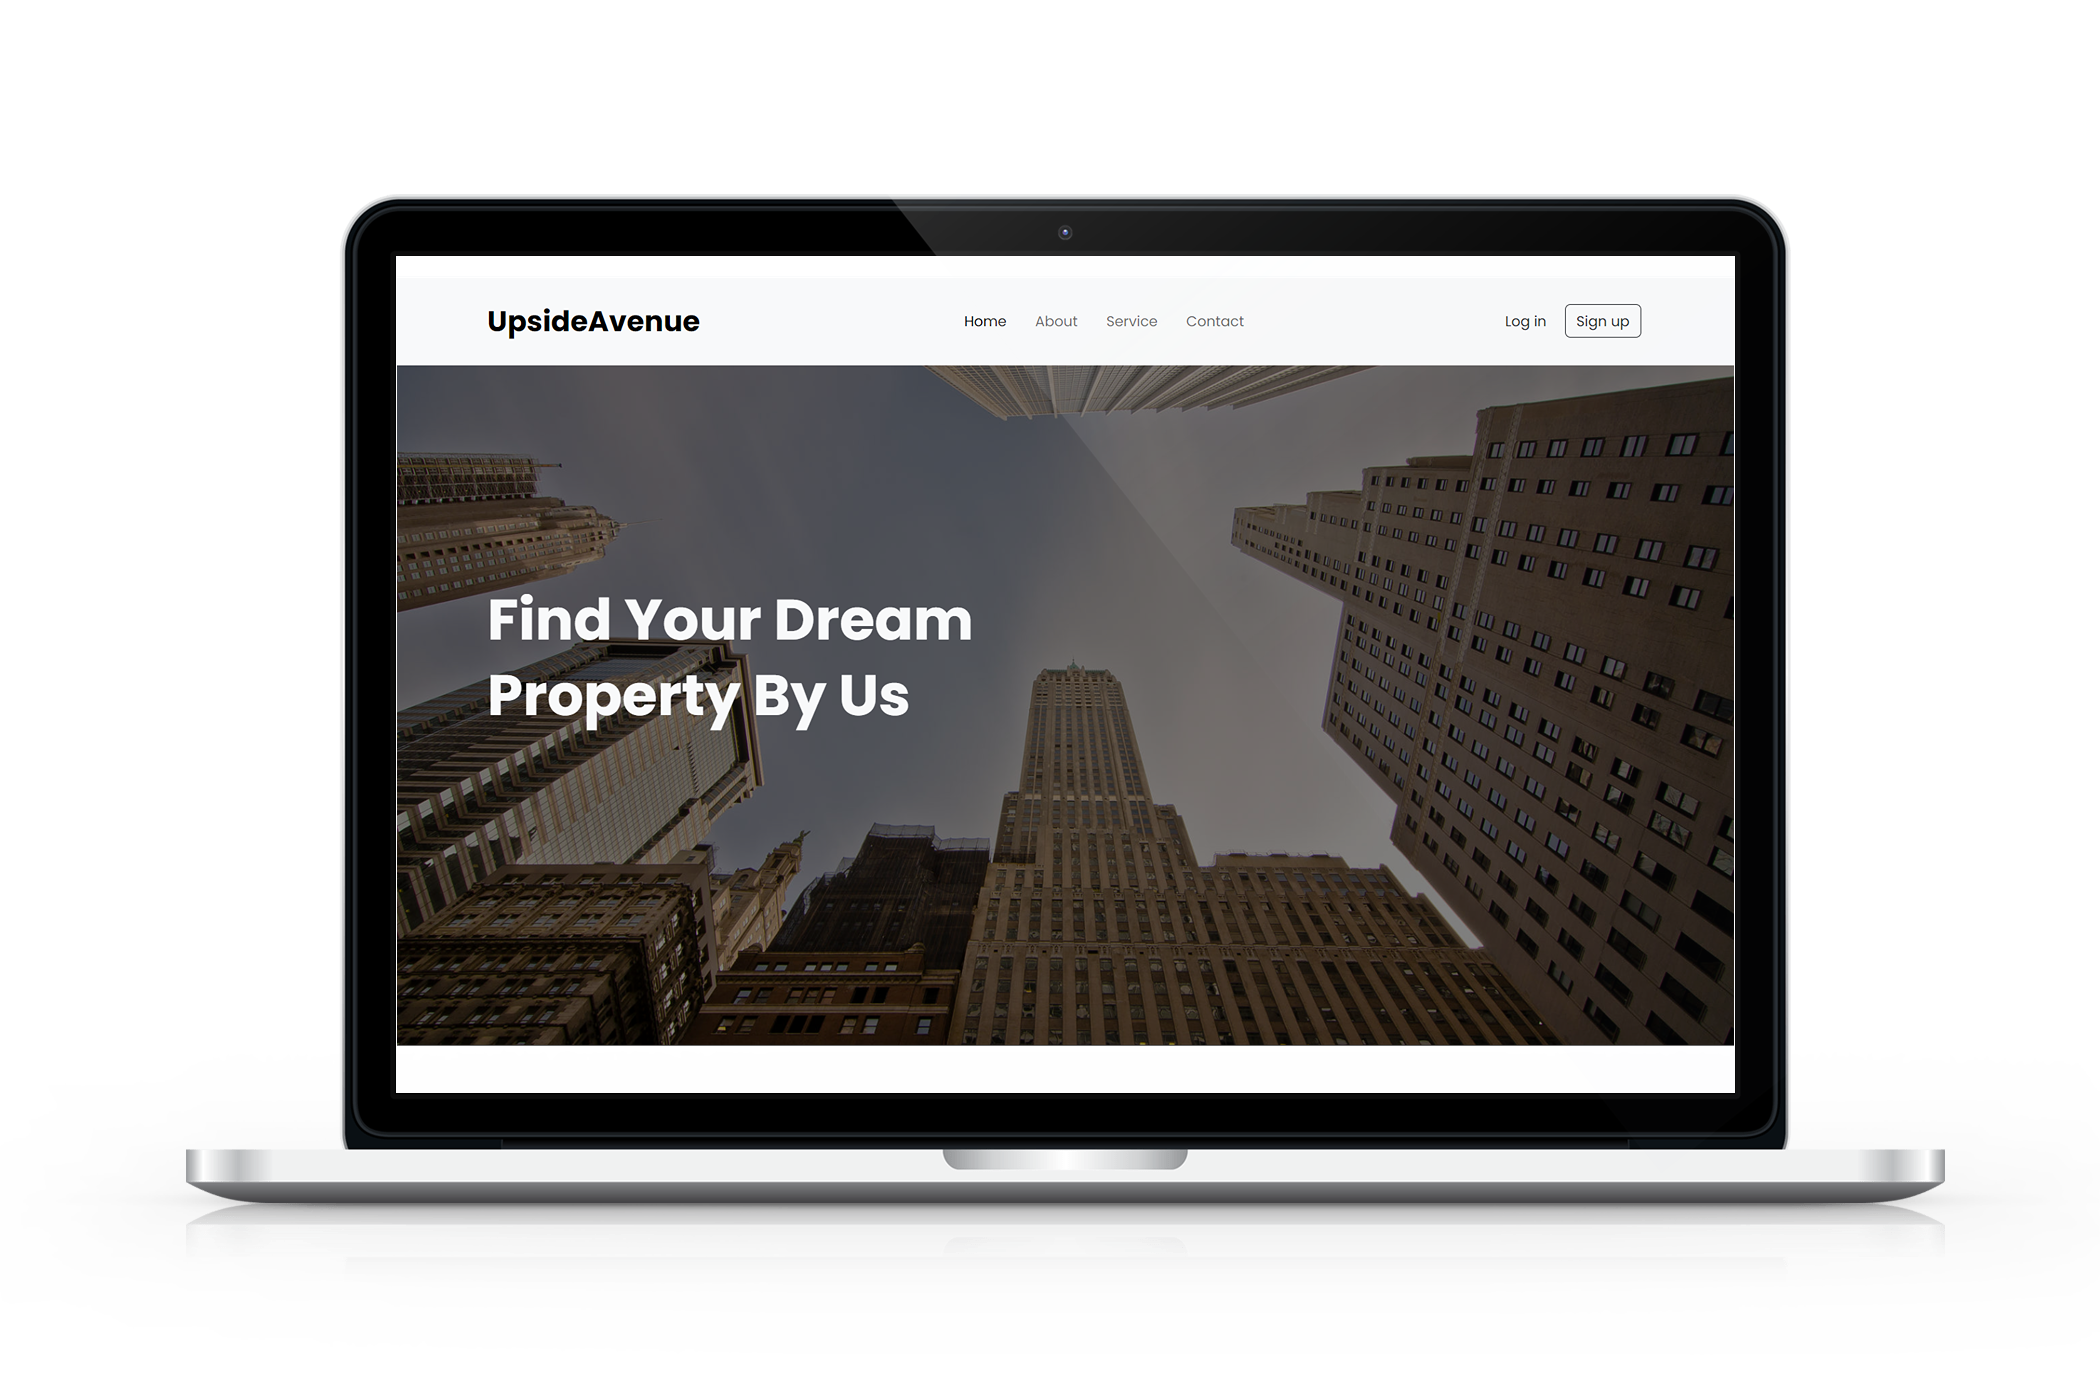 UpsideAvenue
Home About Service Contact
Log in Sign up
Find Your Dream
Property By Us